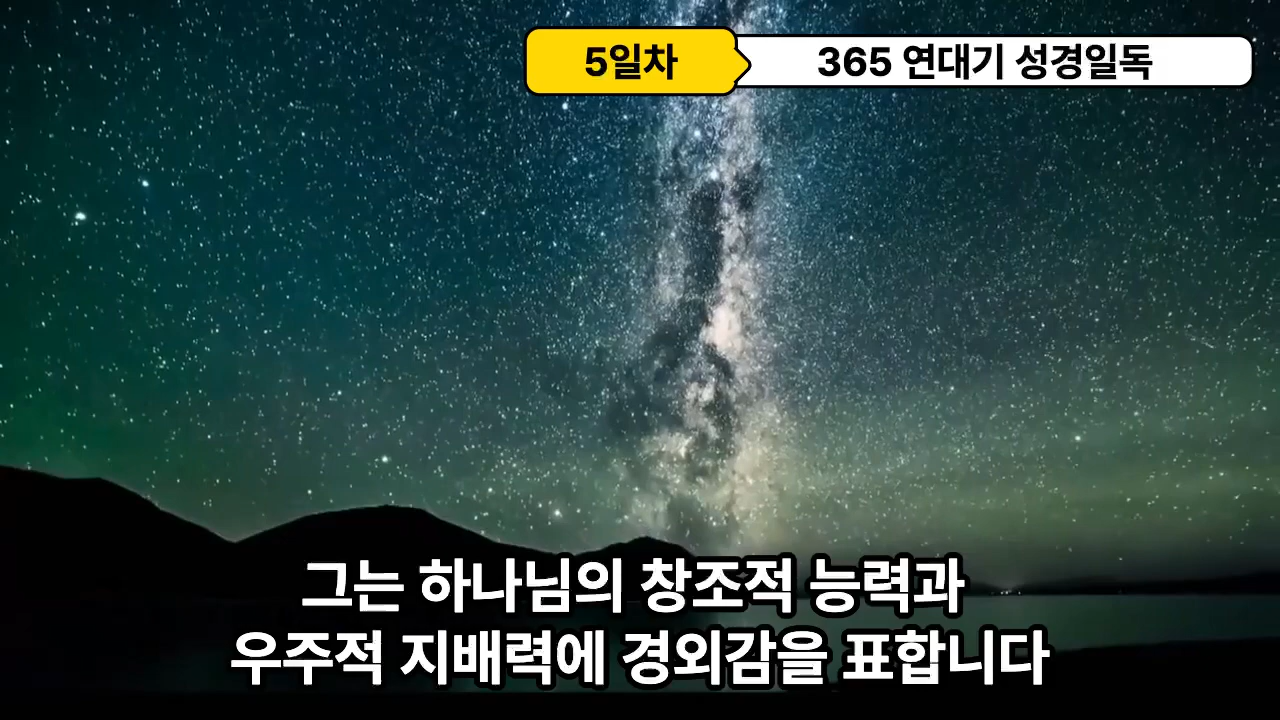 5일차
365 연대기 성경일독
그는 하나님의 창조적 능력과
우주적 지배력에 경외감을 표합니다